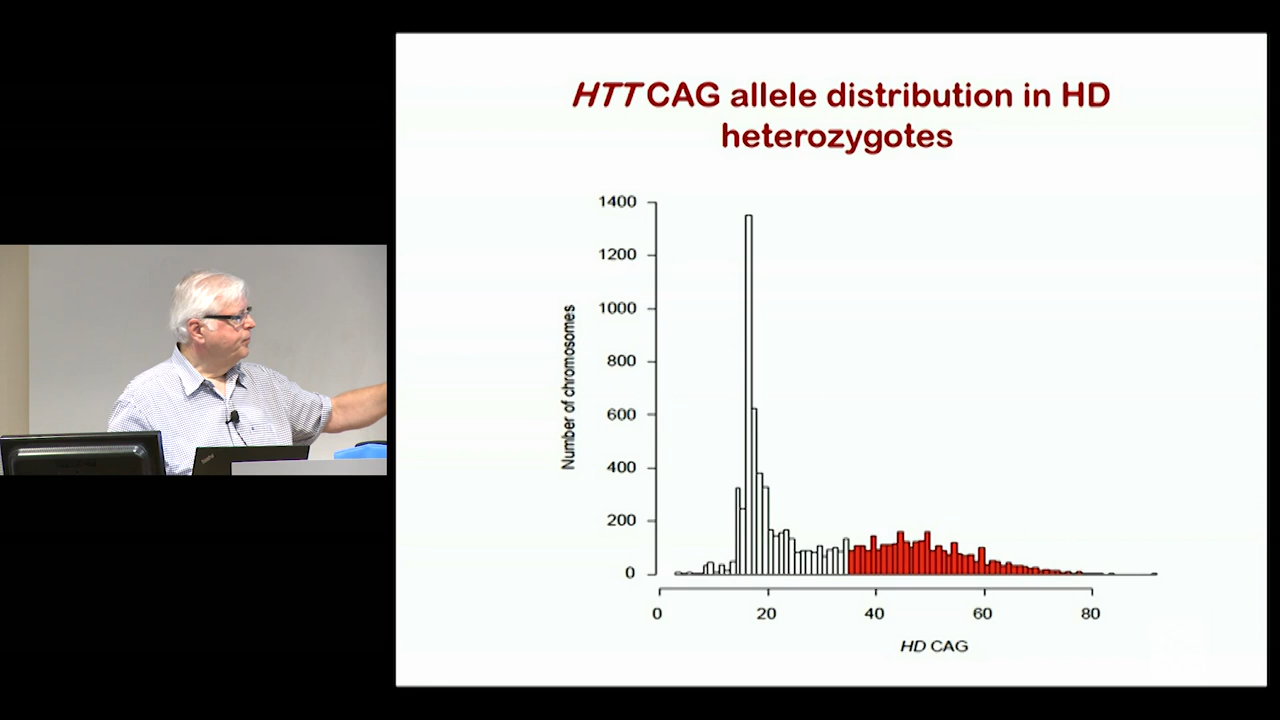 HTT CAG allele distribution in HD
heterozygotes
1400
1200
1000
800
600
400
200
0
Number of chromosomes
0 20 40 60 80
HD CAG